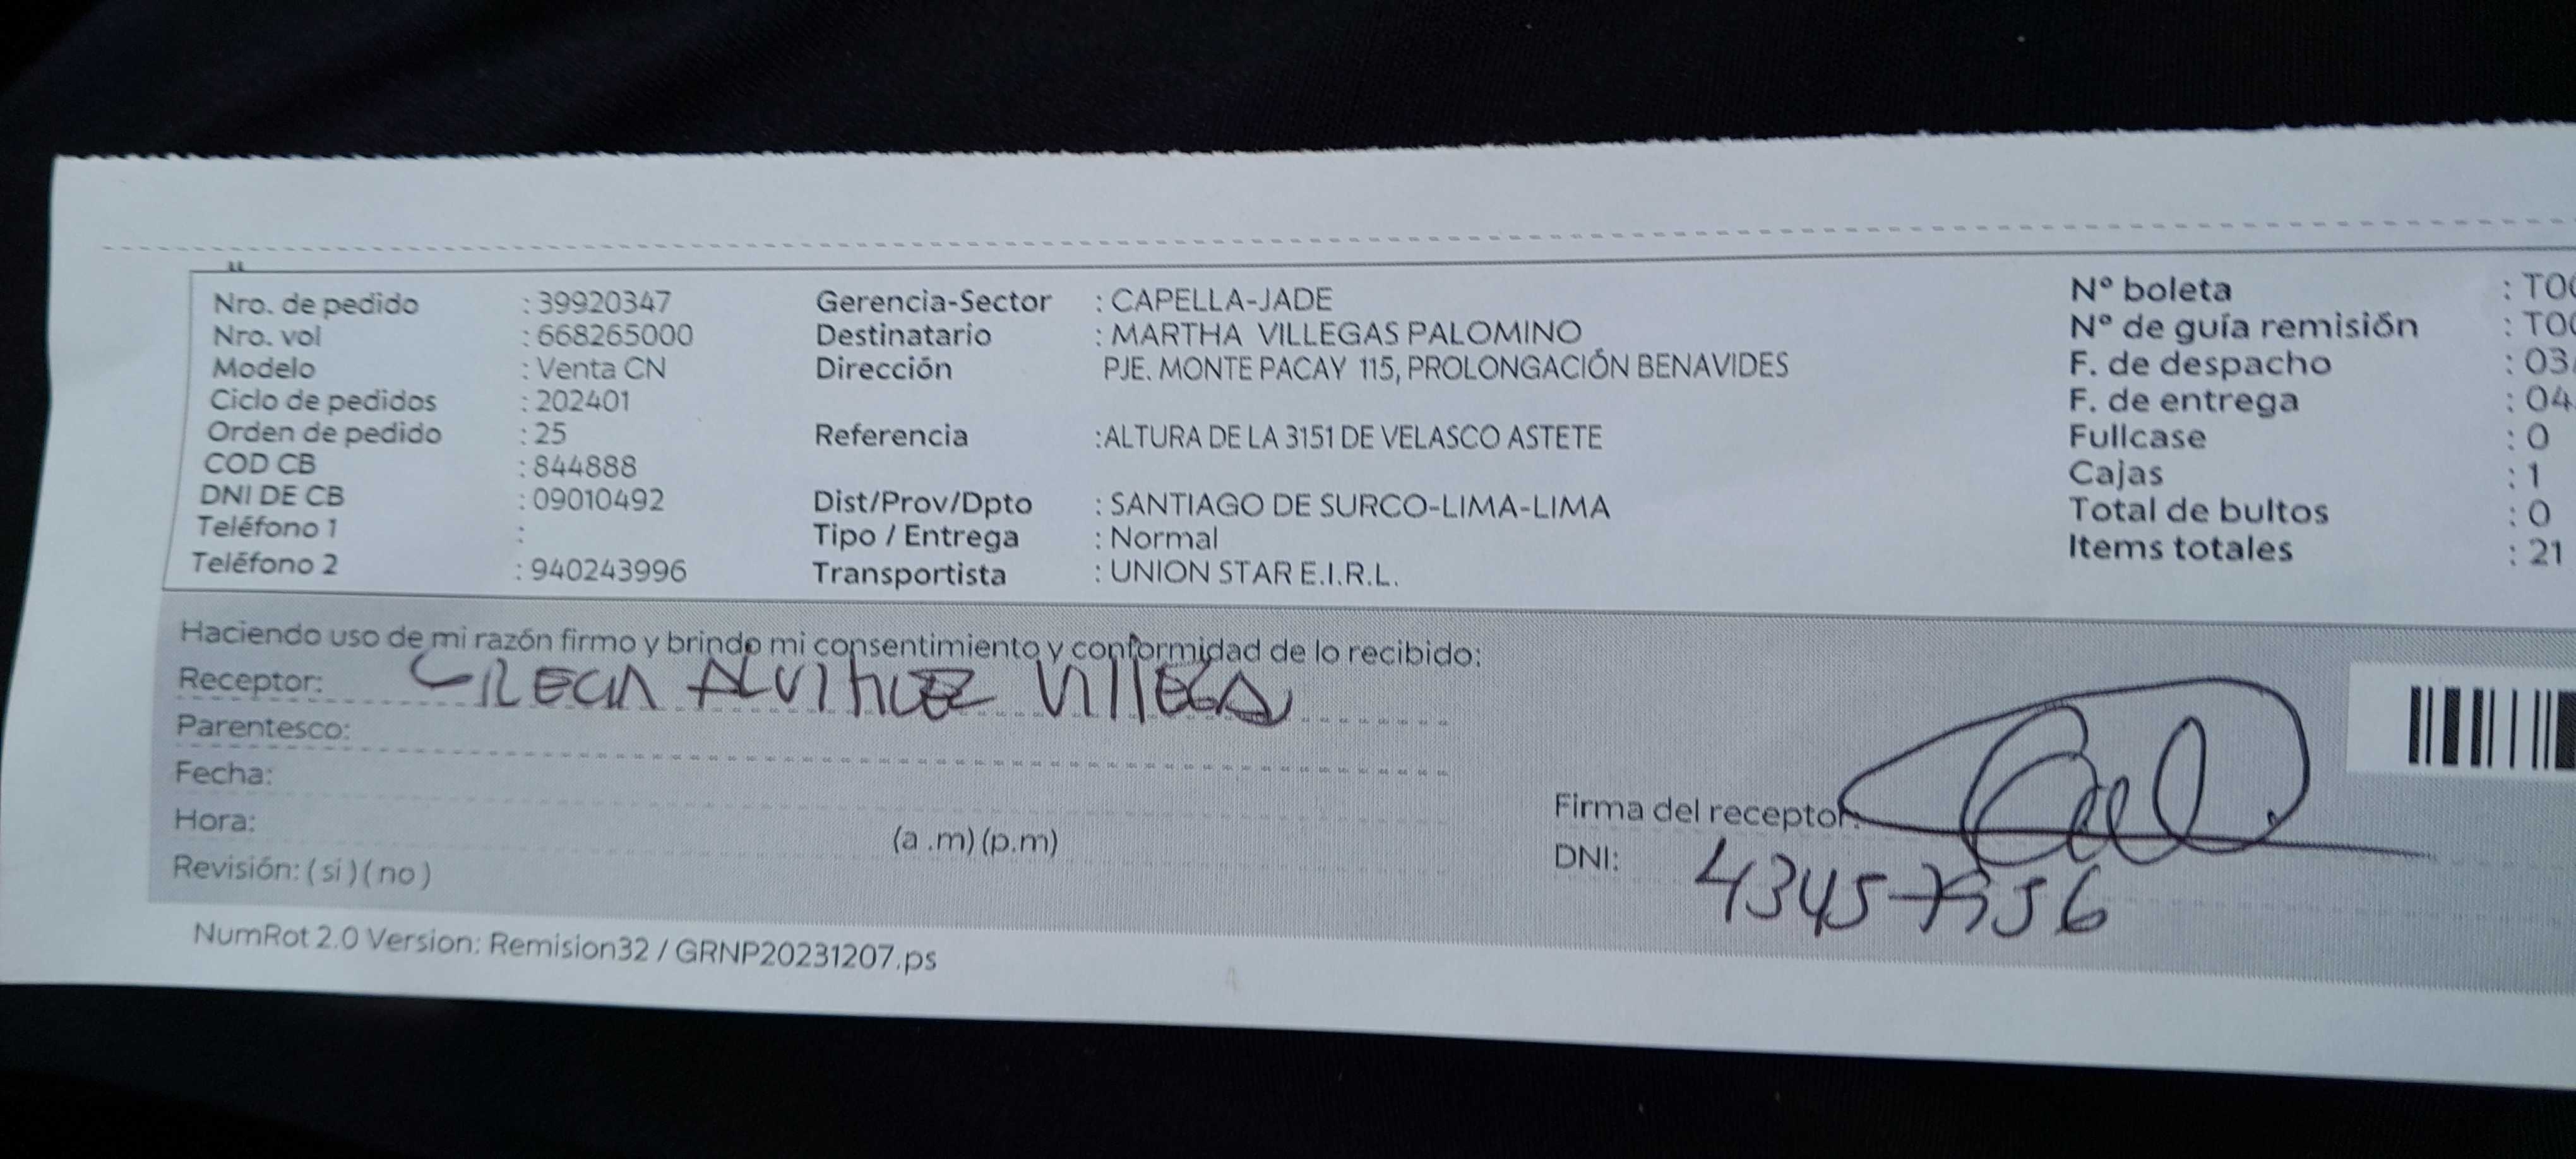 Nro. de pedido : 39920347 Gerencia-Sector : CAPELLA-JADE Nº boleta
Nro. vol : 668265000 Destinatario : MARTHA VILLEGAS PALOMINO Nº de guía remisión
Modelo : Venta CN Dirección PJE. MONTE PACAY 115, PROLONGACIÓN BENAVIDES F. de despacho : 03
Ciclo de pedidos : 202401 F. de entrega : 04
Orden de pedido : 25 Referencia :ALTURA DE LA 3151 DE VELASCO ASTETE Fullcase : 0
COD CB : 844888 Cajas : 1
DNI DE CB : 09010492 Dist/Prov/Dpto : SANTIAGO DE SURCO-LIMA-LIMA Total de bultos : 0
Teléfono 1 : Tipo / Entrega : Normal Items totales : 21
Teléfono 2 : 940243996 Transportista : UNION STAR E.I.R.L.
Haciendo uso de mi razón firmo y brindo mi consentimiento y conformidad de lo recibido:
Receptor:
Parentesco:
Fecha:
Hora: (a .m) (p.m)
Revisión: ( si ) ( no )
Firma del receptor:
DNI:
NumRot 2.0 Version: Remision32 / GRNP20231207.ps